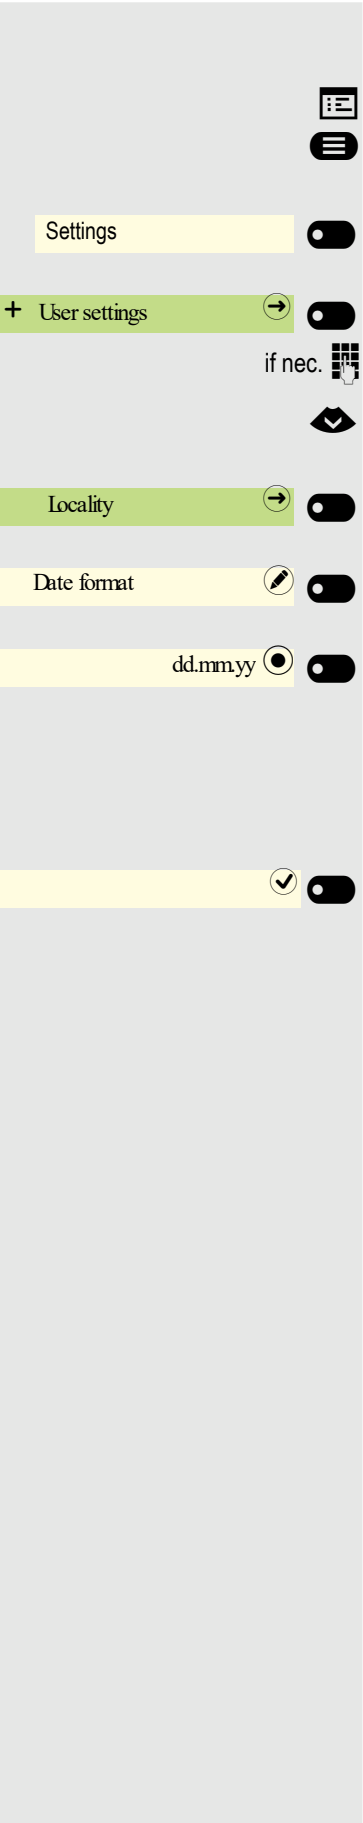 Settings
+ User settings
if nec.
Locality
Date format
dd.mm.yy